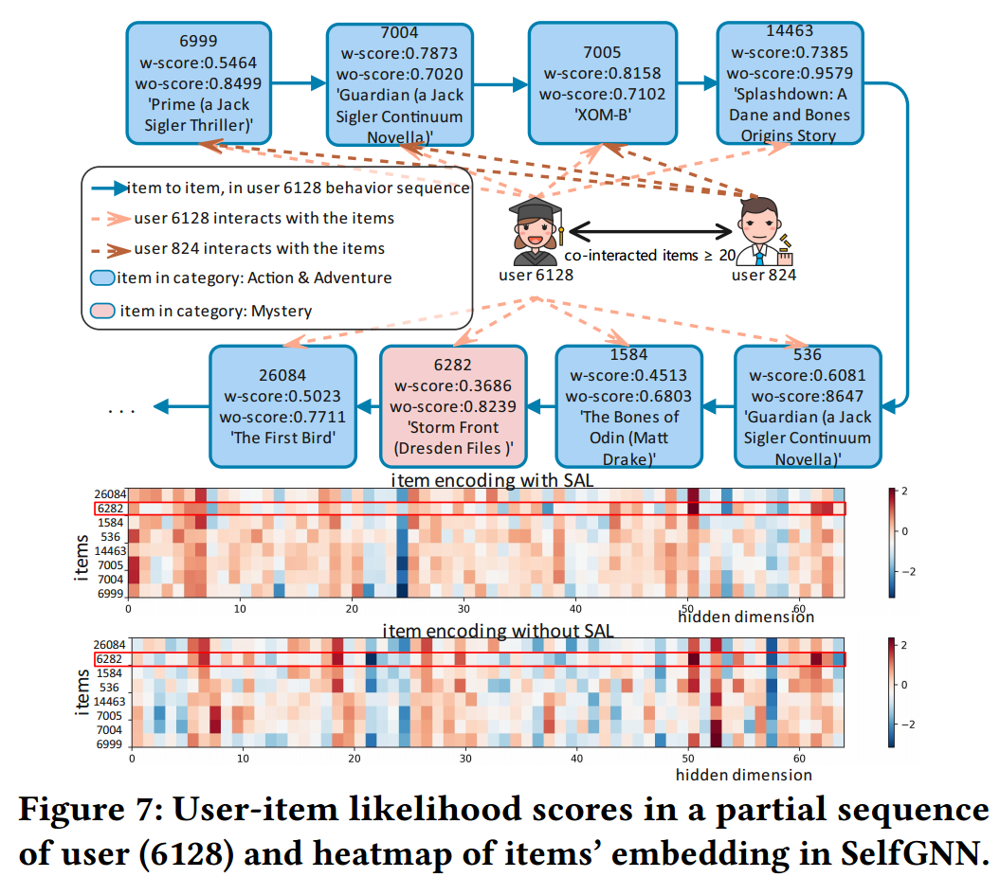 6999
w-score:0.5464
wo-score:0.8499
'Prime (a Jack
Sigler Thriller)'
7004
w-score:0.7873
wo-score:0.7020
'Guardian (a Jack
Sigler Continuum
Novella)'
7005
w-score:0.8158
wo-score:0.7102
'XOM-B'
14463
w-score:0.7385
wo-score:0.9579
'Splashdown: A
Dane and Bones
Origins Story
item to item, in user 6128 behavior sequence
user 6128 interacts with the items
user 824 interacts with the items
item in category: Action & Adventure
item in category: Mystery
co-interacted items ≥ 20
user 6128
user 824
. . .
26084
w-score:0.5023
wo-score:0.7711
'The First Bird'
6282
w-score:0.3686
wo-score:0.8239
'Storm Front
(Dresden Files )'
1584
w-score:0.4513
wo-score:0.6803
'The Bones of
Odin (Matt
Drake)'
536
w-score:0.6081
wo-score:8647
'Guardian (a Jack
Sigler Continuum
Novella)'
item encoding with SAL
items
26084
6282
1584
536
14463
7005
7004
6999
0 10 20 30 40 50 60
hidden dimension
2
0
−2
item encoding without SAL
items
26084
6282
1584
536
14463
7005
7004
6999
0 10 20 30 40 50 60
hidden dimension
2
0
−2
Figure 7: User-item likelihood scores in a partial sequence
of user (6128) and heatmap of items’ embedding in SelfGNN.